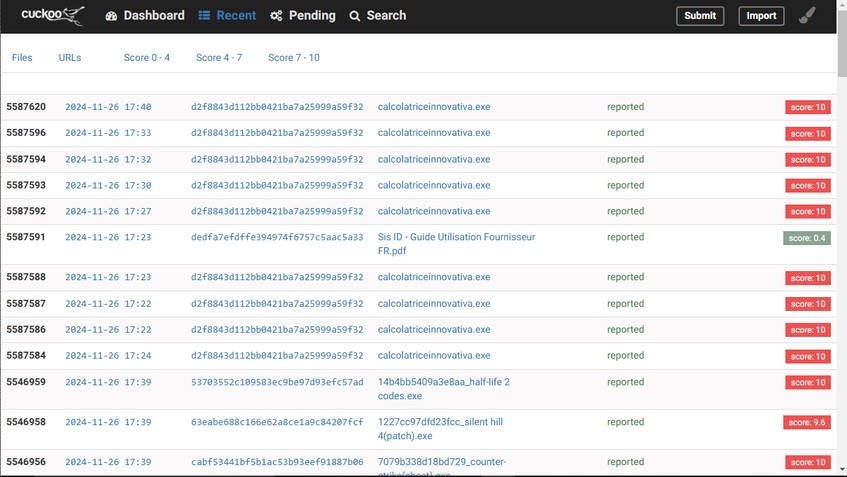 cuckoo Dashboard Recent Pending Search Submit Import
Files URLs Score 0 - 4 Score 4 - 7 Score 7 - 10
5587620 2024-11-26 17:40 d2f8843d112bb0421ba7a25999a59f32 calcolatriceinnovativa.exe reported score: 10
5587596 2024-11-26 17:33 d2f8843d112bb0421ba7a25999a59f32 calcolatriceinnovativa.exe reported score: 10
5587594 2024-11-26 17:32 d2f8843d112bb0421ba7a25999a59f32 calcolatriceinnovativa.exe reported score: 10
5587593 2024-11-26 17:30 d2f8843d112bb0421ba7a25999a59f32 calcolatriceinnovativa.exe reported score: 10
5587592 2024-11-26 17:27 d2f8843d112bb0421ba7a25999a59f32 calcolatriceinnovativa.exe reported score: 10
5587591 2024-11-26 17:23 dedfa7efdffe394974f6757c5aac5a33 Sis ID - Guide Utilisation Fournisseur reported score: 0.4
FR.pdf
5587588 2024-11-26 17:23 d2f8843d112bb0421ba7a25999a59f32 calcolatriceinnovativa.exe reported score: 10
5587587 2024-11-26 17:22 d2f8843d112bb0421ba7a25999a59f32 calcolatriceinnovativa.exe reported score: 10
5587586 2024-11-26 17:22 d2f8843d112bb0421ba7a25999a59f32 calcolatriceinnovativa.exe reported score: 10
5587584 2024-11-26 17:24 d2f8843d112bb0421ba7a25999a59f32 calcolatriceinnovativa.exe reported score: 10
5546959 2024-11-26 17:39 53703552c109583ec9be97d93efc57ad 14b4bb5409a3e8aa_half-life 2 reported score: 10
codes.exe
5546958 2024-11-26 17:39 63eabe688c166e62a8ce1a9c84207fcf 1227cc97dfd23fcc_silent hill reported score: 9.6
4(patch).exe
5546956 2024-11-26 17:39 cabf53441bf5b1ac53b93eef91887b06 7079b338d18bd729_counter- reported score: 10
strike(cheat).exe